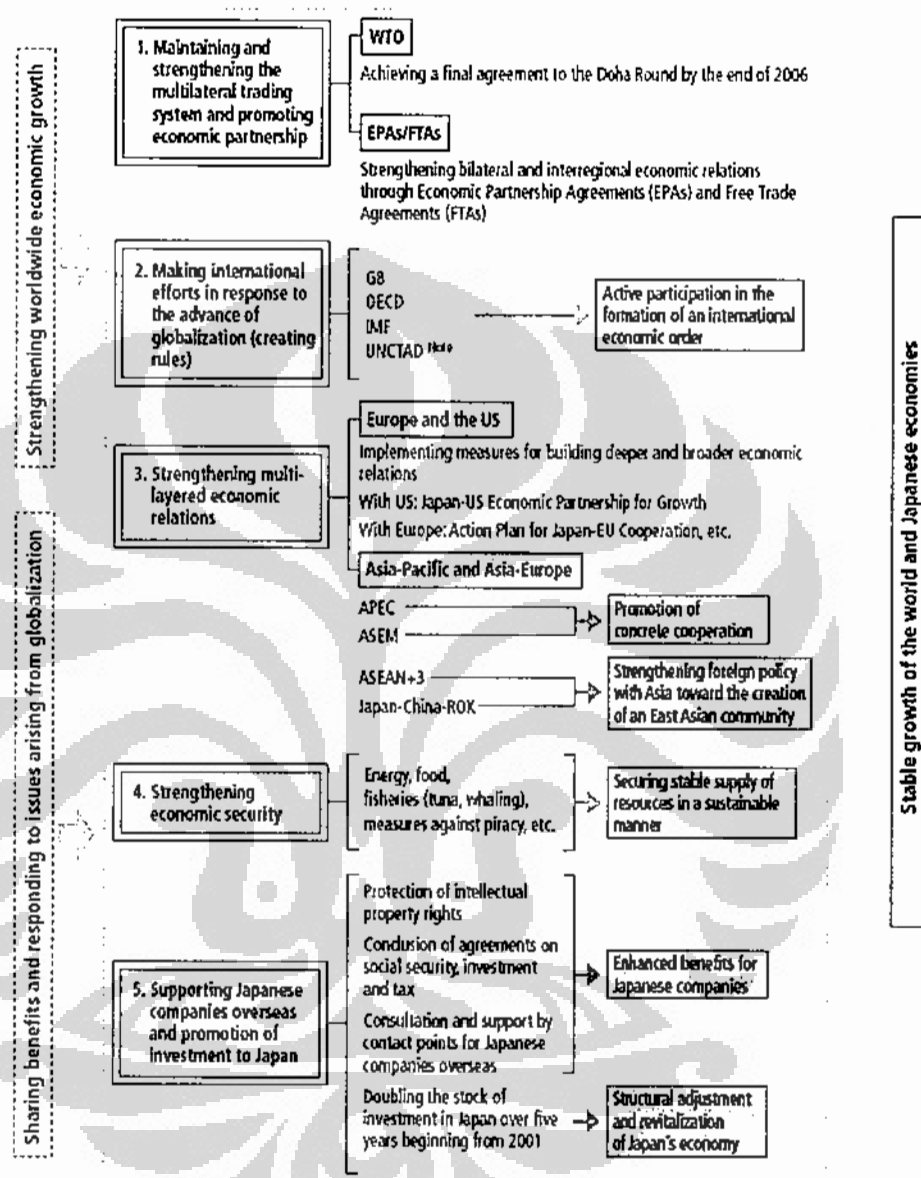 Strengthening worldwide economic growth
Sharing benefits and responding to issues arising from globalization
1. Maintaining and
strengthening the
multilateral trading
system and promoting
economic partnership
WTO
Achieving a final agreement to the Doha Round by the end of 2006
EPAs/FTAs
Strengthening bilateral and interregional economic relations
through Economic Partnership Agreements (EPAs) and Free Trade
Agreements (FTAs)
2. Making international
efforts in response to
the advance of
globalization (creating
rules)
G8
OECD
IMF
UNCTAD Note
Active participation in the
formation of an international
economic order
3. Strengthening multi-
layered economic
relations
Europe and the US
Implementing measures for building deeper and broader economic
relations
With US: Japan-US Economic Partnership for Growth
With Europe: Action Plan for Japan-EU Cooperation, etc.
Asia-Pacific and Asia-Europe
APEC
ASEM
Promotion of
concrete cooperation
ASEAN+3
Japan-China-ROK
Strengthening foreign policy
with Asia toward the creation
of an East Asian community
4. Strengthening
economic security
Energy, food,
fisheries (tuna, whaling),
measures against piracy, etc.
Securing stable supply of
resources in a sustainable
manner
5. Supporting Japanese
companies overseas
and promotion of
investment to Japan
Protection of intellectual
property rights
Conclusion of agreements on
social security, investment
and tax
Consultation and support by
contact points for Japanese
companies overseas
Enhanced benefits for
Japanese companies
Doubling the stock of
investment in Japan over five
years beginning from 2001
Structural adjustment
and revitalization
of Japan's economy
Stable growth of the world and Japanese economies